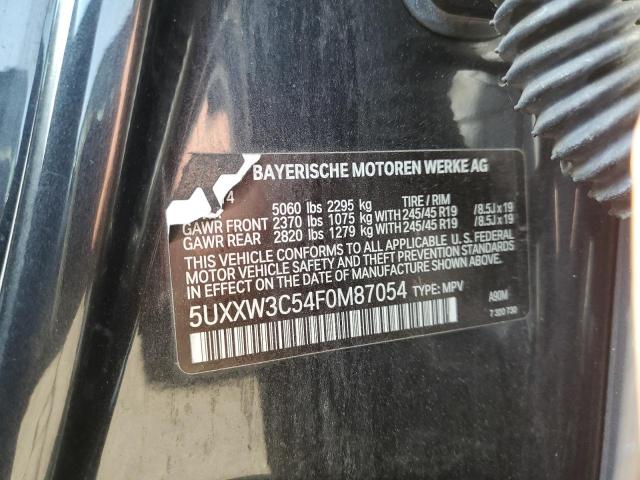 BAYERISCHE MOTOREN WERKE AG
4
5060 lbs 2295 kg TIRE / RIM
GAWR FRONT 2370 lbs 1075 kg WITH 245/45 R19 /8.5J x 19
GAWR REAR 2820 lbs 1279 kg WITH 245/45 R19 /8.5J x 19
THIS VEHICLE CONFORMS TO ALL APPLICABLE U.S. FEDERAL
MOTOR VEHICLE SAFETY AND THEFT PREVENTION STANDARDS
IN EFFECT ON THE DATE OF MANUFACTURE SHOWN ABOVE.
5UXXW3C54F0M87054 TYPE: MPV A90M
7 320 730